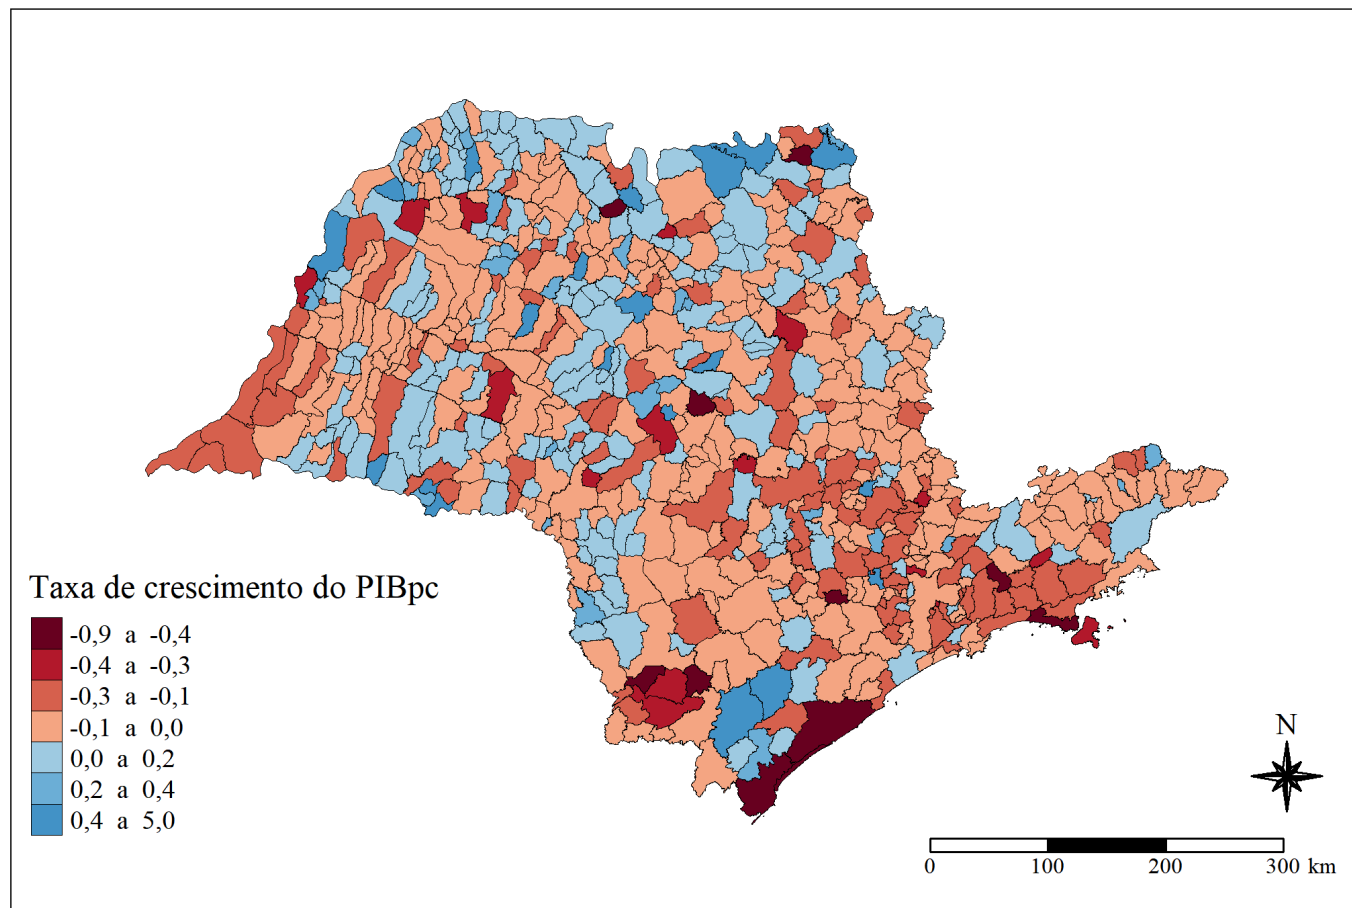 Taxa de crescimento do PIBpc
-0,9 a -0,4
-0,4 a -0,3
-0,3 a -0,1
-0,1 a 0,0
0,0 a 0,2
0,2 a 0,4
0,4 a 5,0
N
0 100 200 300 km